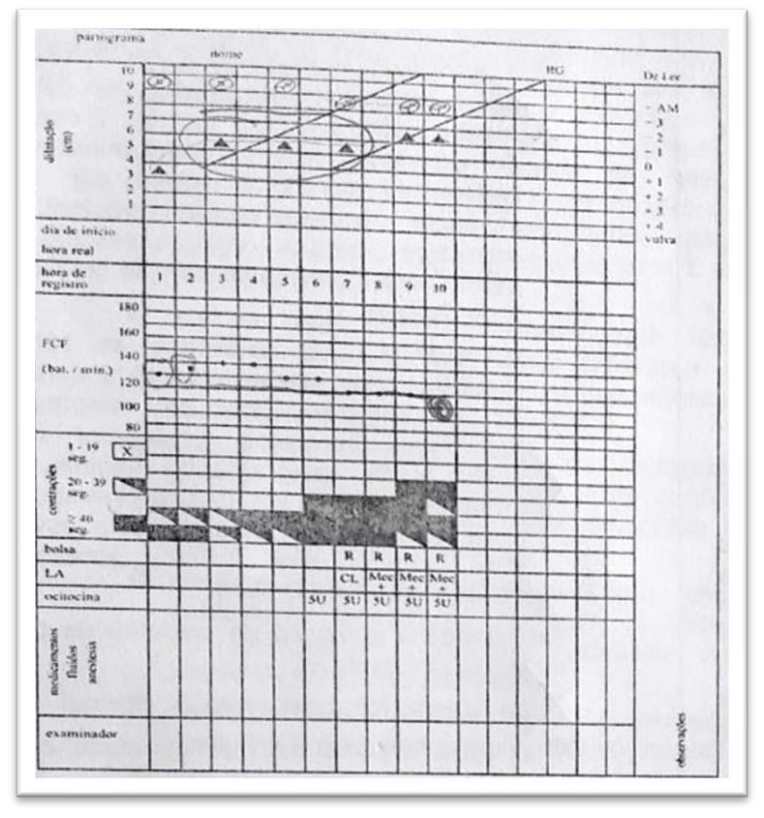 partograma
nome
RG
De Lee
10
9
8
7
6
5
4
3
2
1
dilatação
(cm)
AM
- 3
- 2
- 1
0
+ 1
+ 2
+ 3
+ 4
vulva
dia de início
hora real
hora de
registro
1 2 3 4 5 6 7 8 9 10
FCF
(bat. / min.)
180
160
140
120
100
80
contrações
1 - 19
seg.
X
20 - 39
seg.
≥ 40
seg.
bolsa
R R R R
LA
CL Mec + Mec + Mec +
ocitocina
5U 5U 5U 5U 5U
medicamentos
fluidos
anestesia
examinador
observações